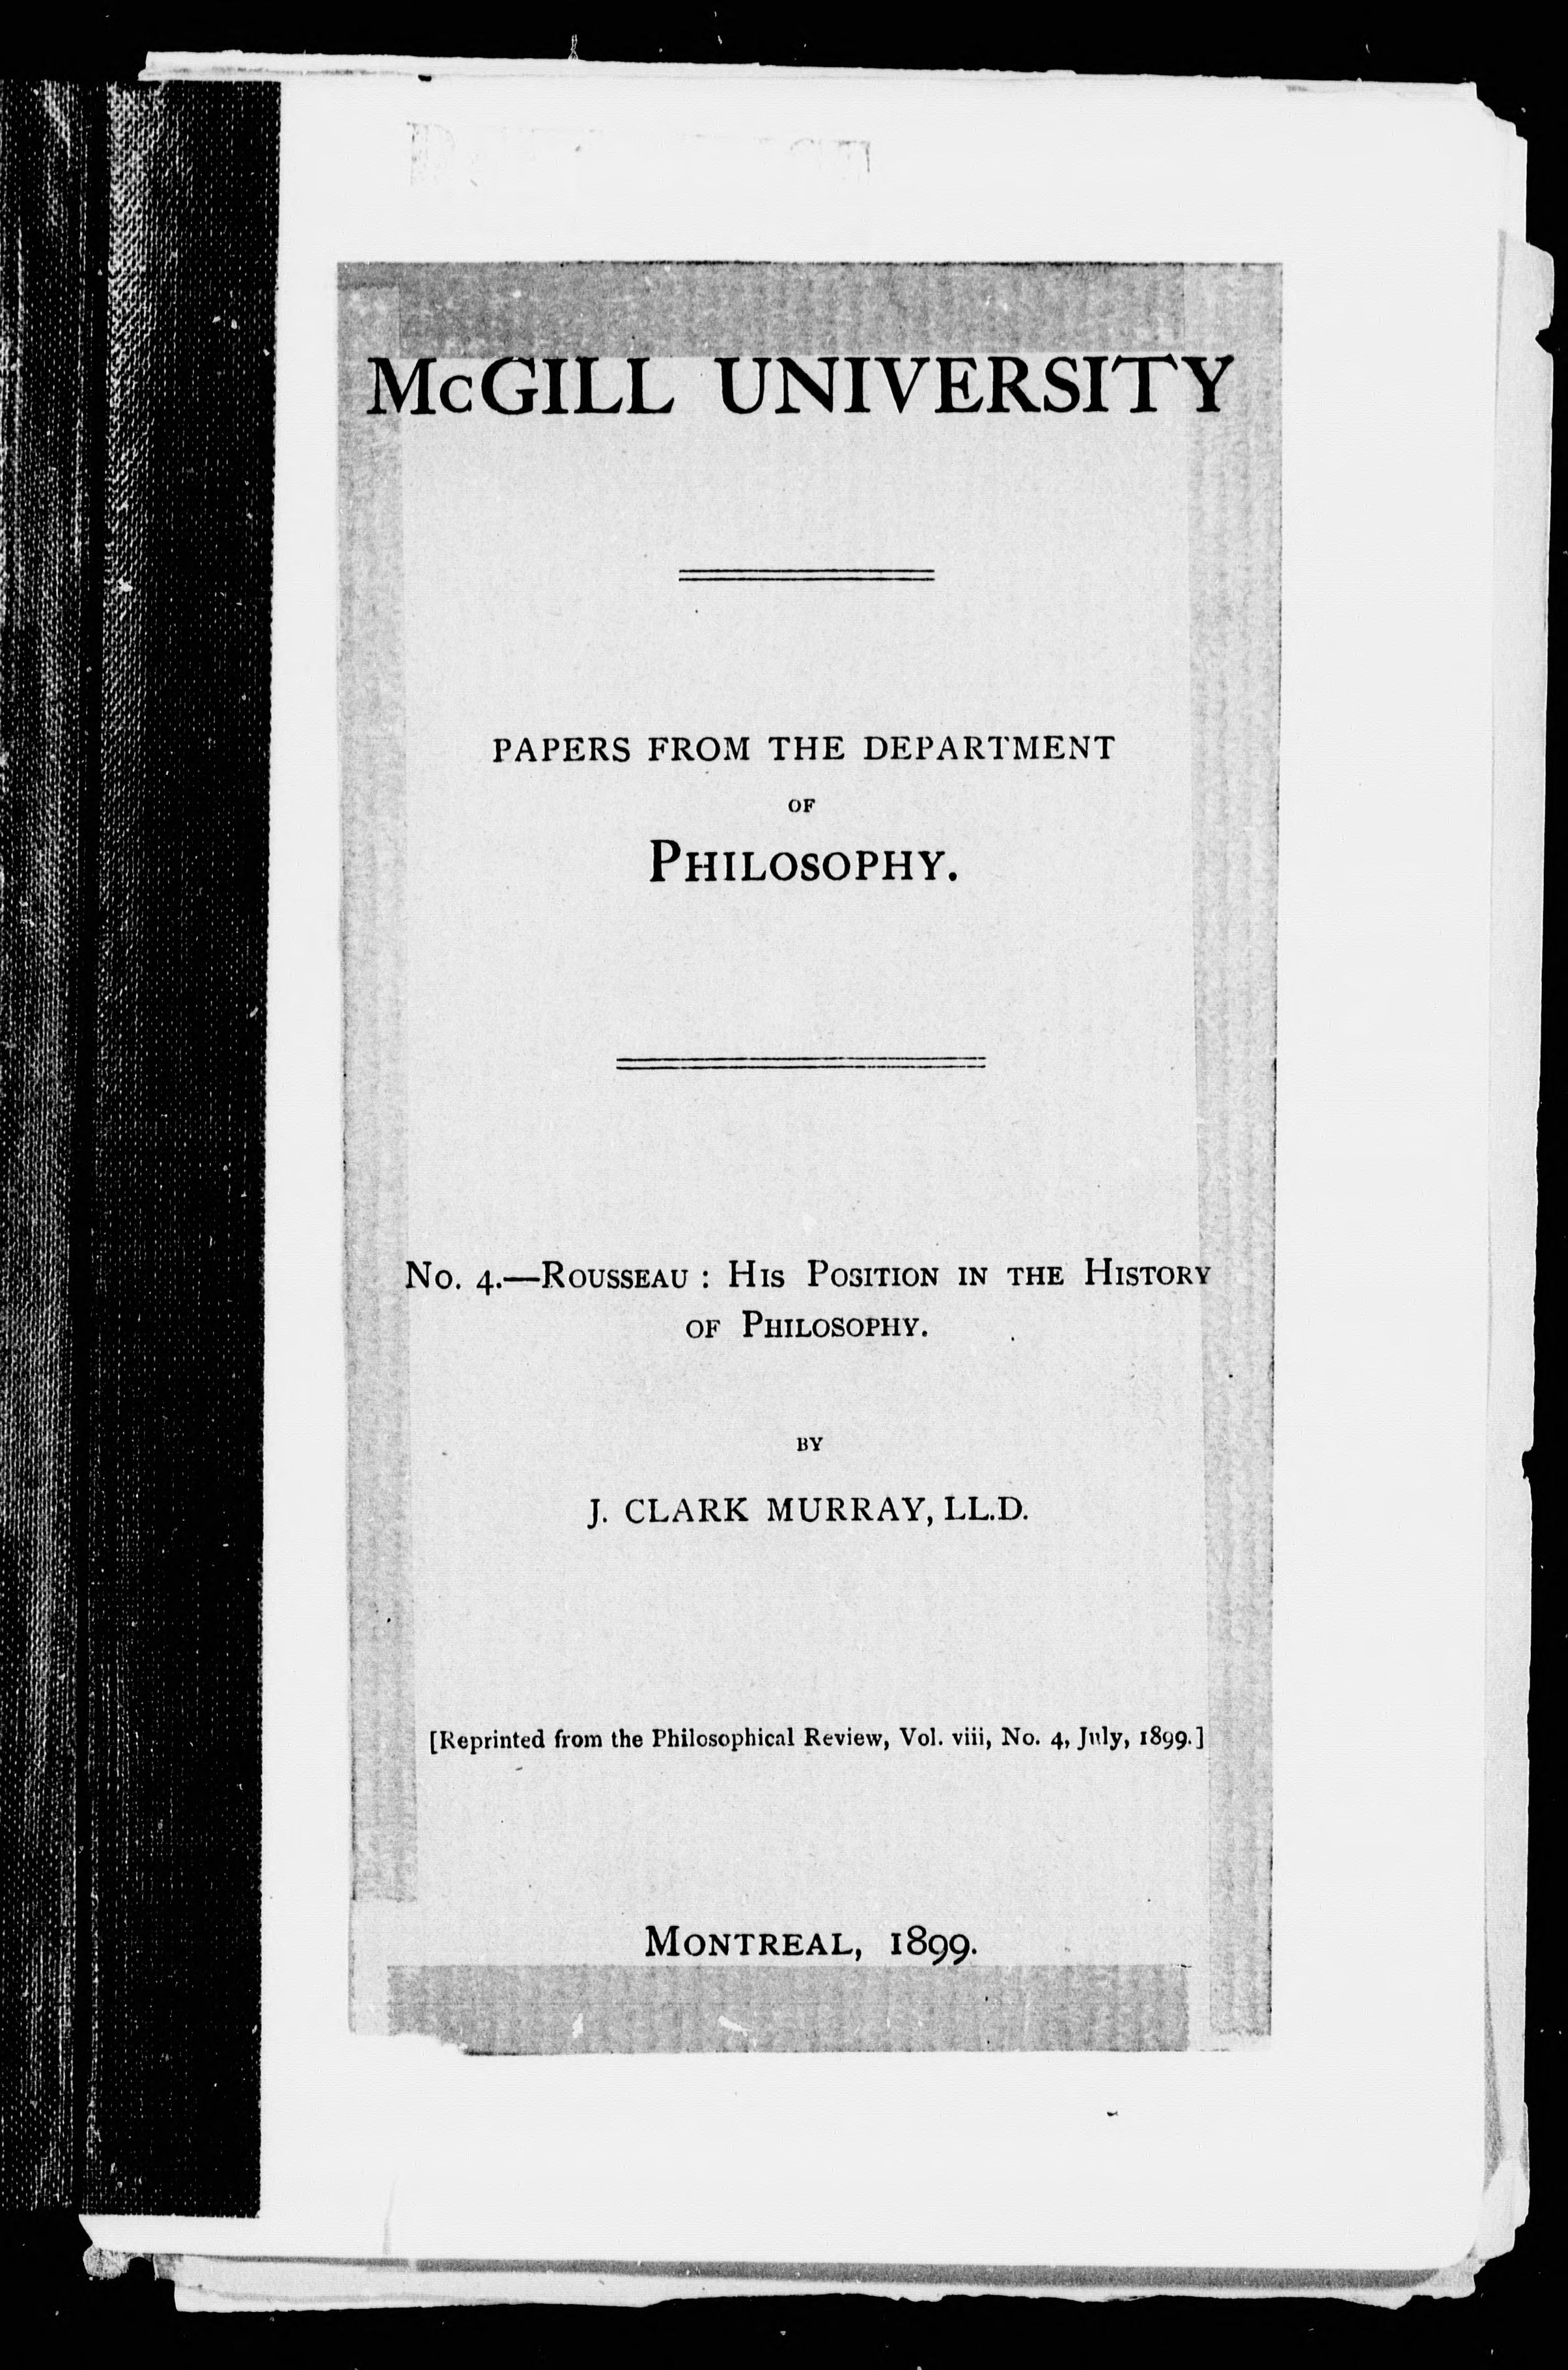 McGILL UNIVERSITY
PAPERS FROM THE DEPARTMENT
OF
PHILOSOPHY.
No. 4.—ROUSSEAU : HIS POSITION IN THE HISTORY
OF PHILOSOPHY.
BY
J. CLARK MURRAY, LL.D.
[Reprinted from the Philosophical Review, Vol. viii, No. 4, July, 1899.]
MONTREAL, 1899.